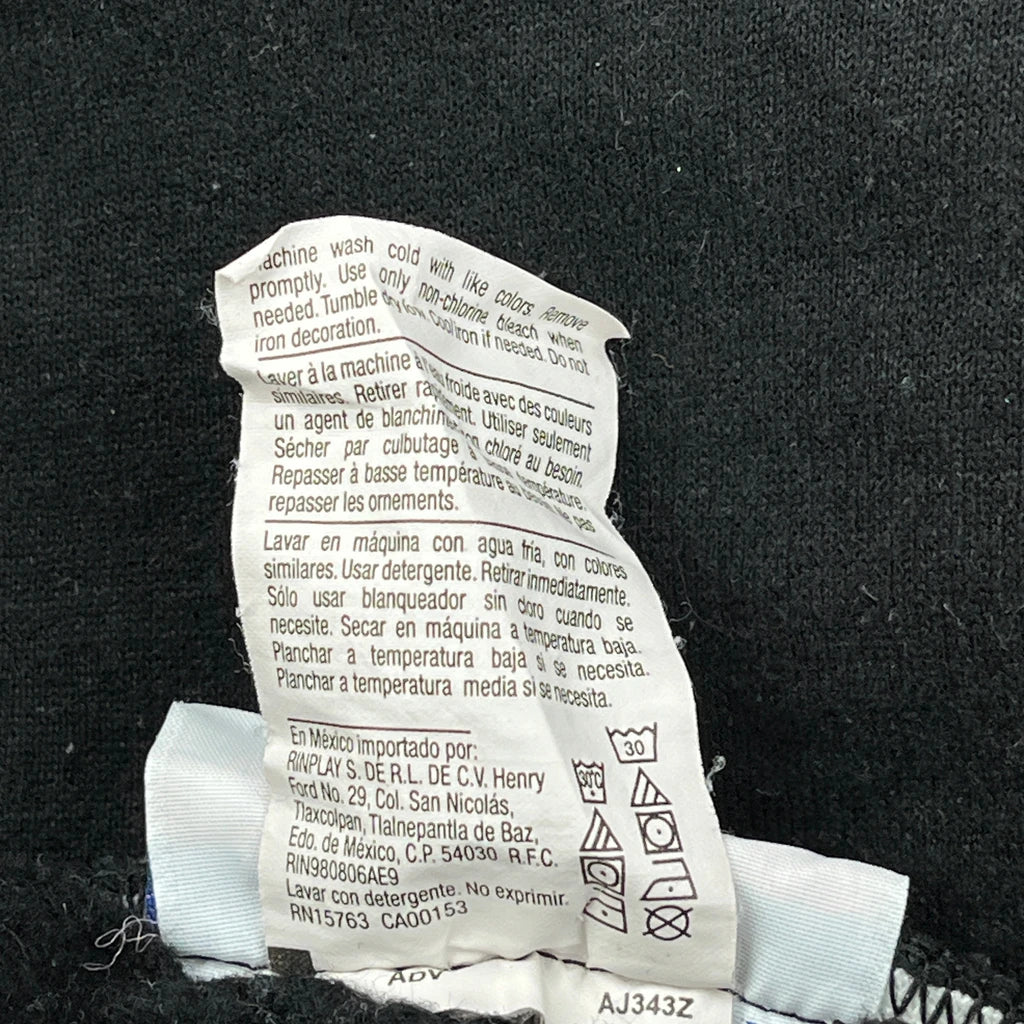 achine wash cold with like colors. Remove
promptly. Use only non-chlorine bleach when
needed. Tumble dry low. Cool iron if needed. Do not
iron decoration.
Laver à la machine à l'eau froide avec des couleurs
similaires. Retirer ra ment. Utiliser seulement
un agent de blanchim chloré au besoin.
Sécher par culbutage température.
Repasser à basse température au besoin. Ne pas
repasser les ornements.
Lavar en máquina con agua fría, con colores
similares. Usar detergente. Retirar inmediatamente.
Sólo usar blanqueador sin cloro cuando se
necesite. Secar en máquina a temperatura baja.
Planchar a temperatura baja si se necesita.
Planchar a temperatura media si se necesita.
En México importado por:
RINPLAY S. DE R.L. DE C.V. Henry
Ford No. 29, Col. San Nicolás,
Tlaxcolpan, Tlalnepantla de Baz,
Edo. de México, C.P. 54030 R.F.C.
RIN980806AE9
Lavar con detergente. No exprimir.
RN15763 CA00153
30
30°C
ADV
AJ343Z